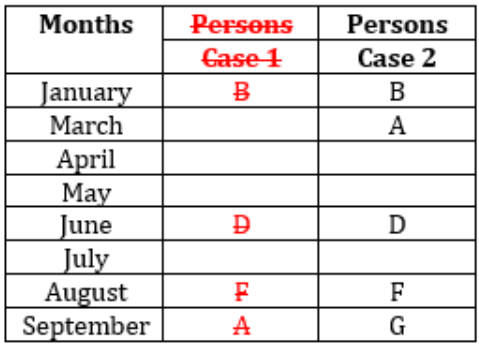 Months Persons Persons
Case 1 Case 2
January B B
March A
April
May
June D D
July
August F F
September A G